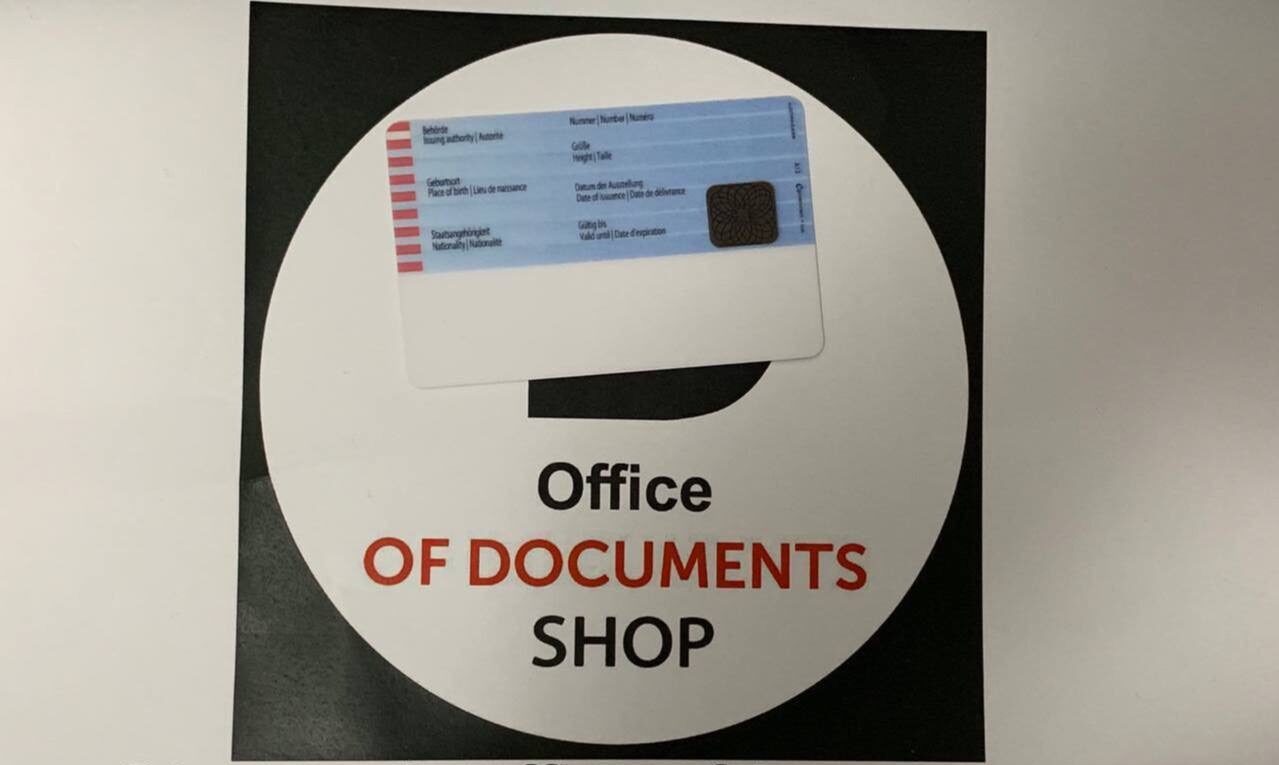 Behörde
Issuing authority | Autorité
Nummer | Number | Numéro
Größe
Height | Taille
Geburtsort
Place of birth | Lieu de naissance
Datum der Ausstellung
Date of issuance | Date de délivrance
Staatsangehörigkeit
Nationality | Nationalité
Gültig bis
Valid until | Date d'expiration
Office
OF DOCUMENTS
SHOP